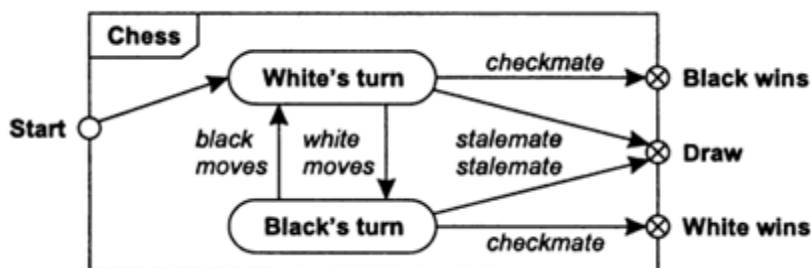 Chess
White's turn
checkmate
Black wins
Start
black
moves
white
moves
stalemate
stalemate
Draw
Black's turn
checkmate
White wins